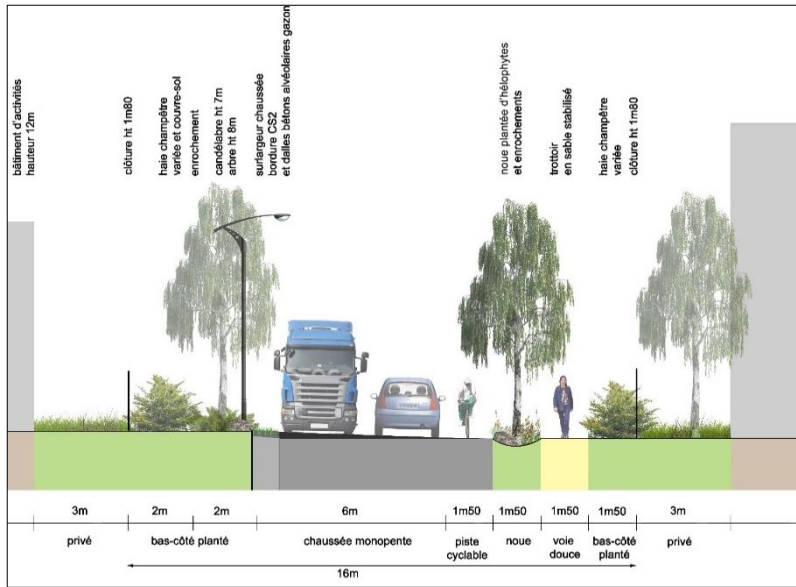 bâtiment d'activités
hauteur 12m
clôture ht 1m80
haie champêtre
variée et couvre-sol
enrochement
candélabre ht 7m
arbre ht 8m
surlargeur chaussée
bordure CS2
et dalles bétons alvéolaires gazon
noue plantée d'hélophytes
et enrochements
trottoir
en sable stabilisé
haie champêtre
variée
clôture ht 1m80
3m 2m 2m 6m 1m50 1m50 1m50 1m50 3m
privé bas-côté planté chaussée monopente piste cyclable noue voie douce bas-côté planté privé
16m